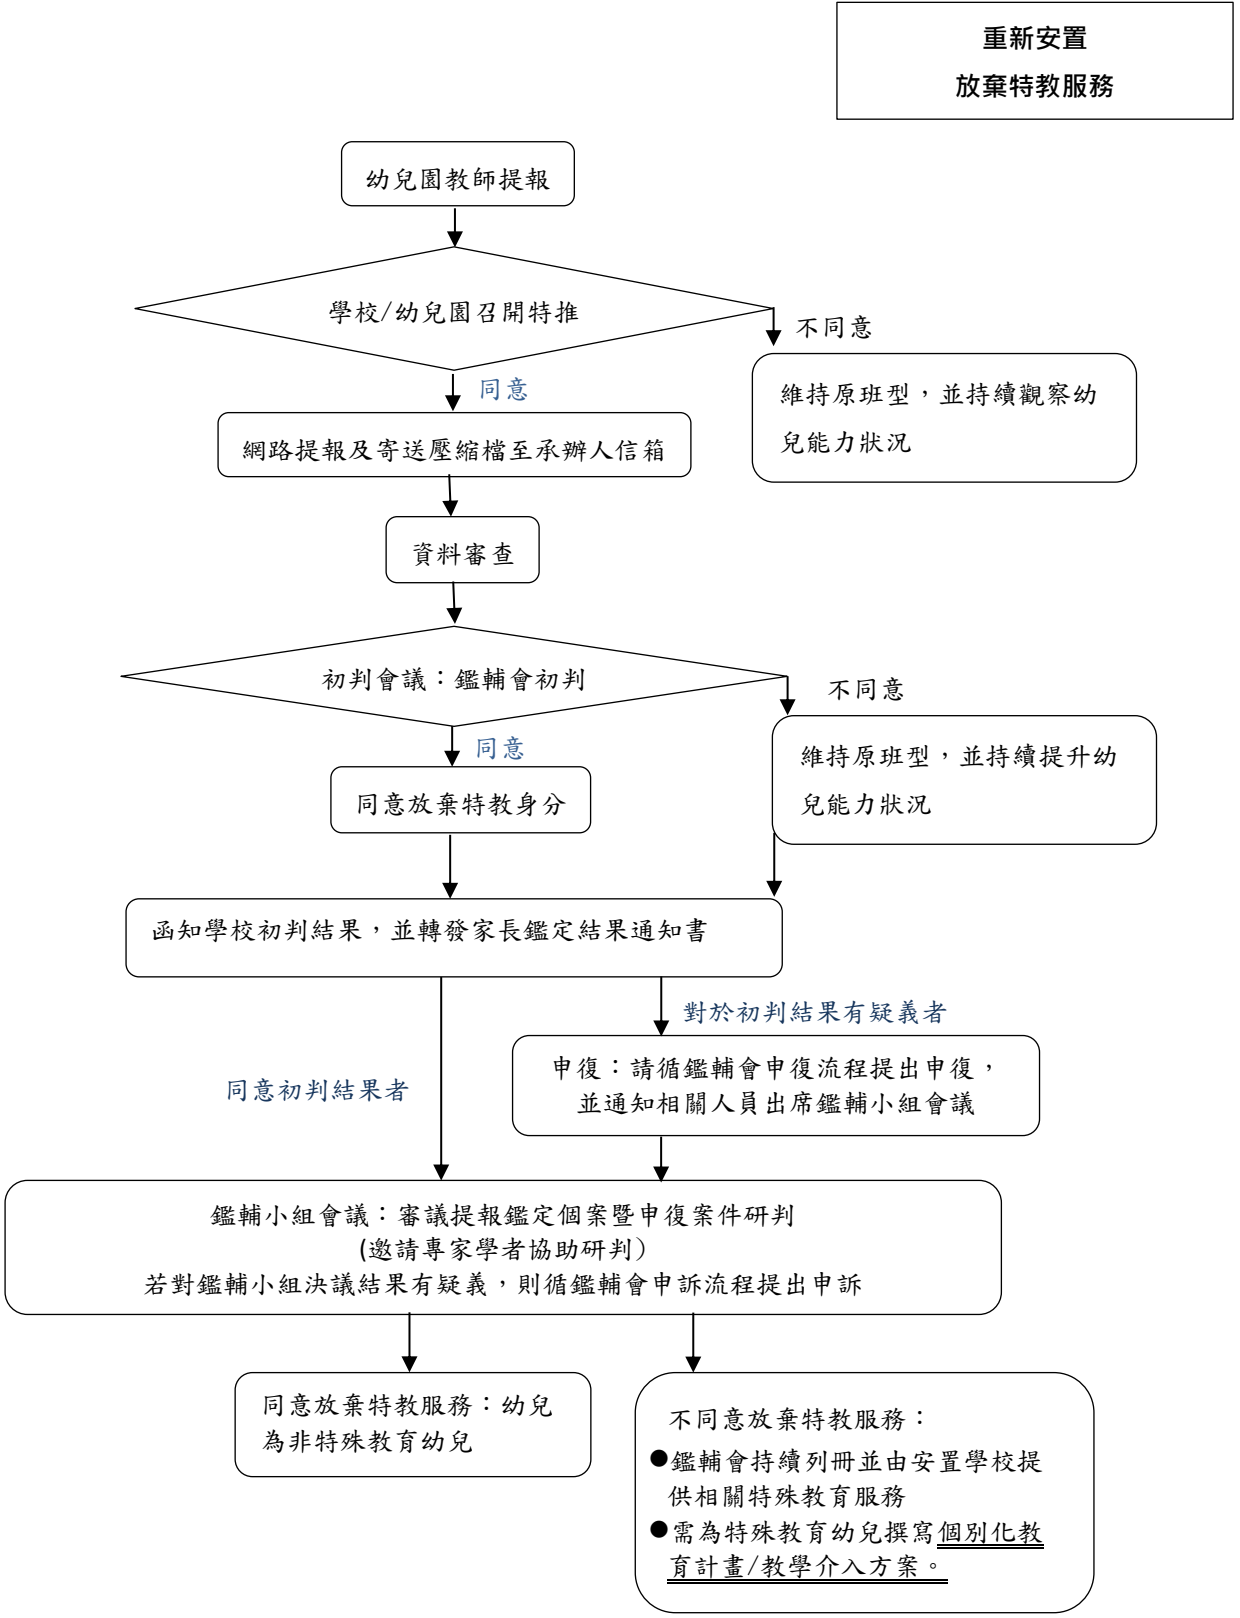 重新安置
放棄特教服務
幼兒園教師提報
學校/幼兒園召開特推
不同意
同意
維持原班型，並持續觀察幼
兒能力狀況
網路提報及寄送壓縮檔至承辦人信箱
資料審查
初判會議：鑑輔會初判
不同意
同意
維持原班型，並持續提升幼
兒能力狀況
同意放棄特教身分
函知學校初判結果，並轉發家長鑑定結果通知書
對於初判結果有疑義者
同意初判結果者
申復：請循鑑輔會申復流程提出申復，
並通知相關人員出席鑑輔小組會議
鑑輔小組會議：審議提報鑑定個案暨申復案件研判
(邀請專家學者協助研判）
若對鑑輔小組決議結果有疑義，則循鑑輔會申訴流程提出申訴
同意放棄特教服務：幼兒
為非特殊教育幼兒
不同意放棄特教服務：
●鑑輔會持續列冊並由安置學校提
供相關特殊教育服務
●需為特殊教育幼兒撰寫個別化教
育計畫/教學介入方案。